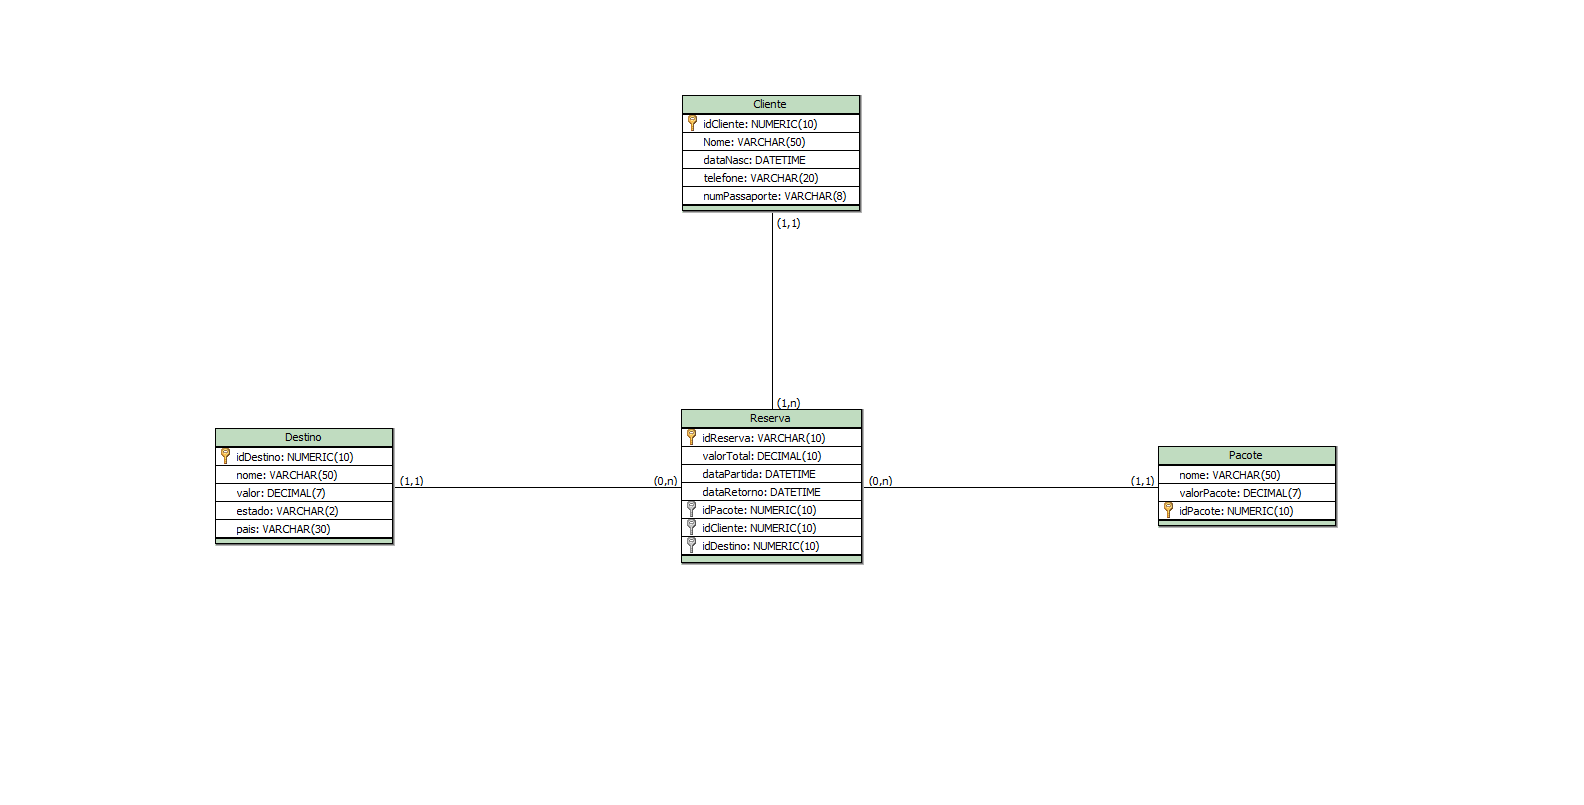 Cliente
idCliente: NUMERIC(10)
Nome: VARCHAR(50)
dataNasc: DATETIME
telefone: VARCHAR(20)
numPassaporte: VARCHAR(8)
(1,1)
(1,n)
Destino
idDestino: NUMERIC(10)
nome: VARCHAR(50)
valor: DECIMAL(7)
estado: VARCHAR(2)
pais: VARCHAR(30)
(1,1)
(0,n)
Reserva
idReserva: VARCHAR(10)
valorTotal: DECIMAL(10)
dataPartida: DATETIME
dataRetorno: DATETIME
idPacote: NUMERIC(10)
idCliente: NUMERIC(10)
idDestino: NUMERIC(10)
(0,n)
(1,1)
Pacote
nome: VARCHAR(50)
valorPacote: DECIMAL(7)
idPacote: NUMERIC(10)